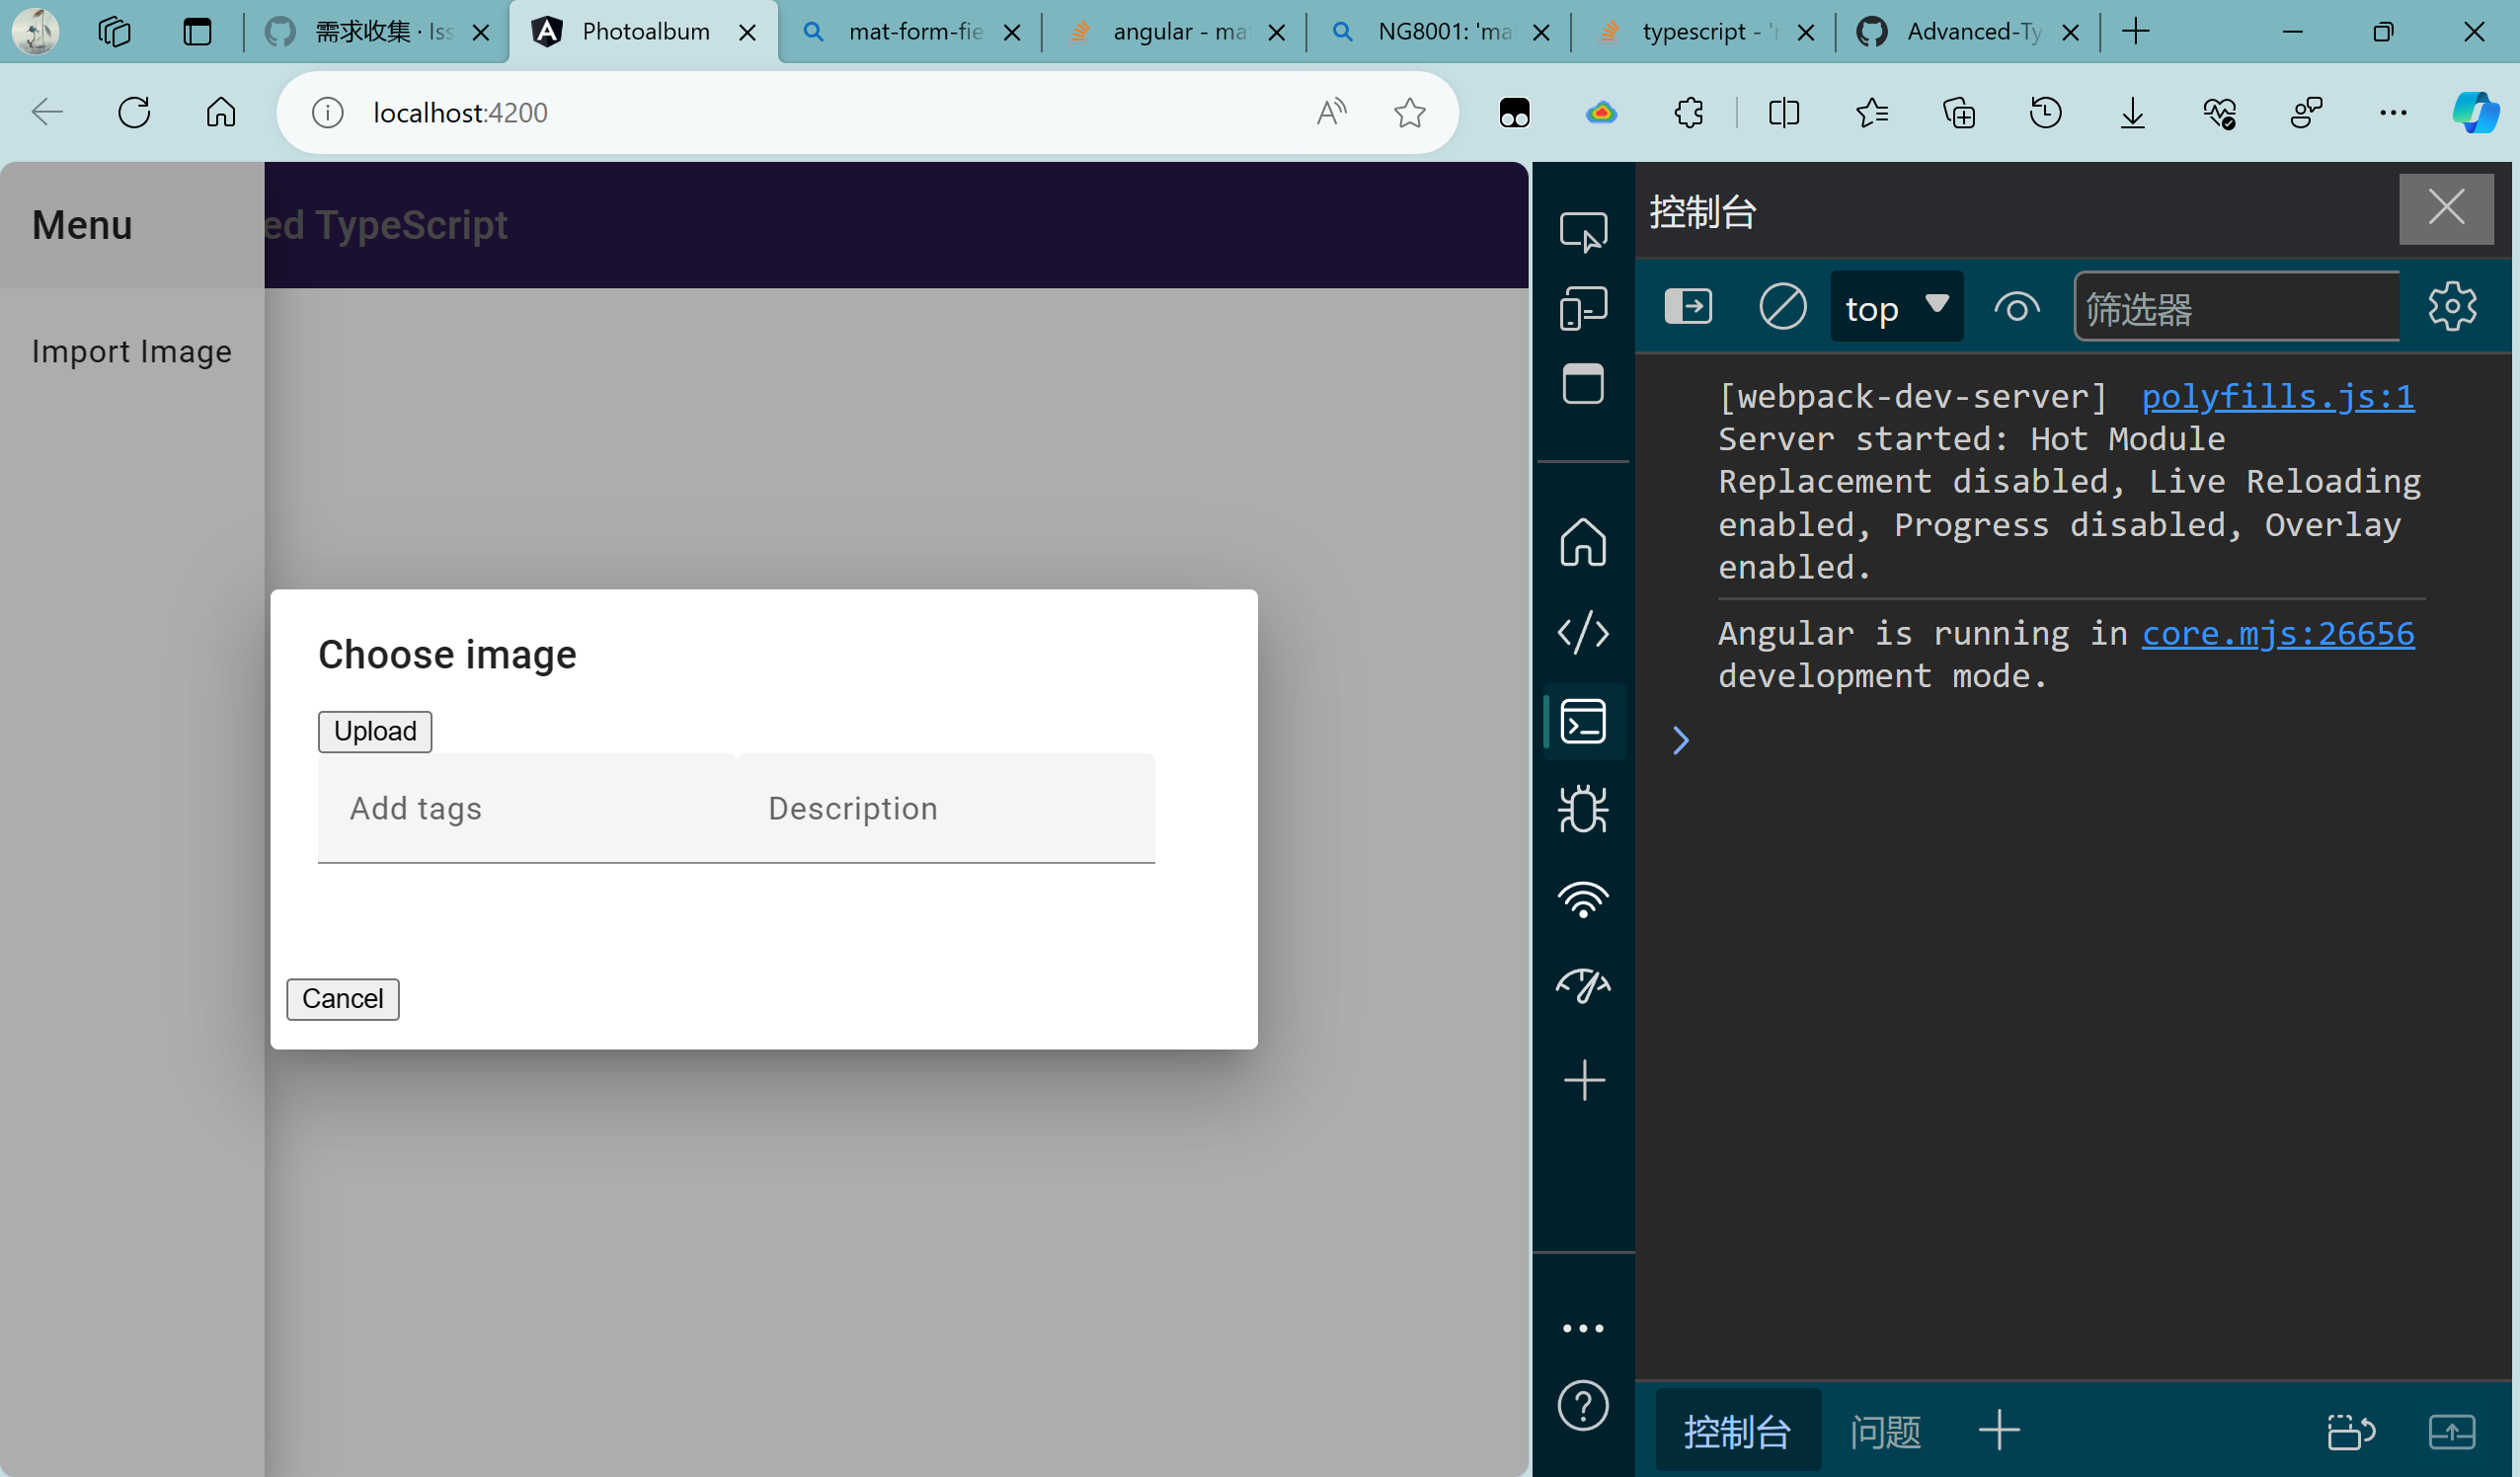 需求收集 · Iss
Photoalbum
mat-form-fie
angular - ma
NG8001: 'ma
typescript - 'r
Advanced-Ty
localhost:4200
Menu
ed TypeScript
Import Image
Choose image
Upload
Add tags
Description
Cancel
控制台
top
筛选器
[webpack-dev-server] polyfills.js:1
Server started: Hot Module
Replacement disabled, Live Reloading
enabled, Progress disabled, Overlay
enabled.
Angular is running in core.mjs:26656
development mode.
控制台
问题